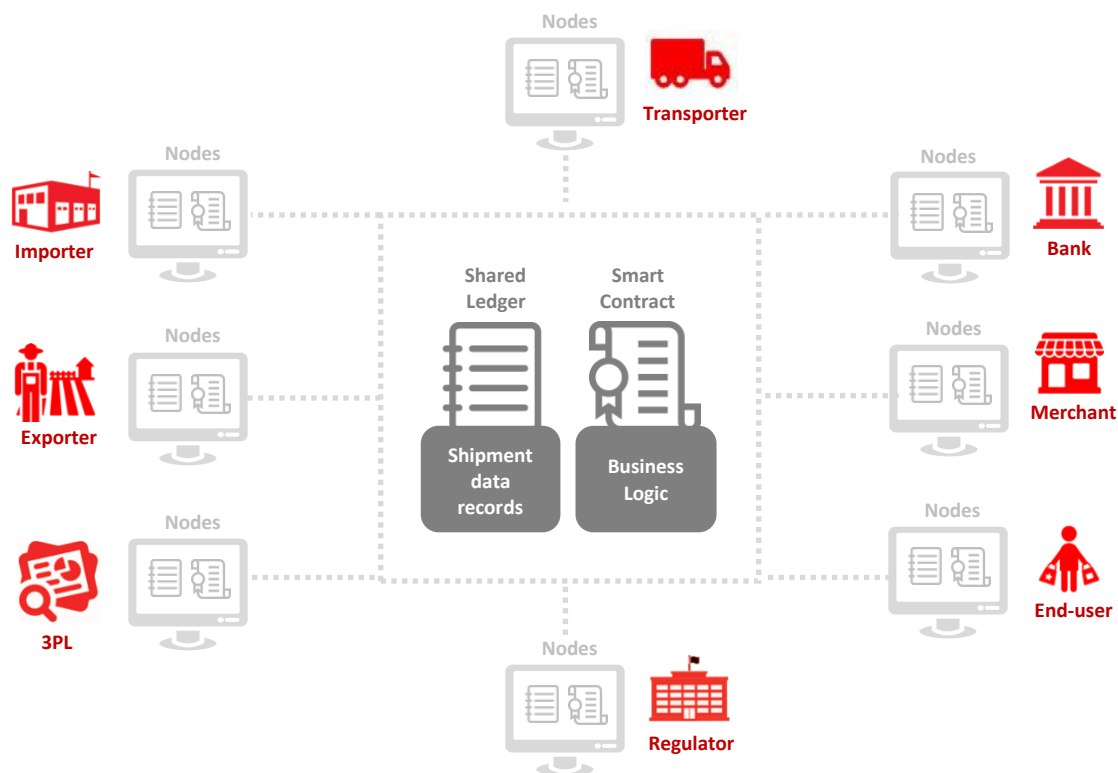 Nodes
Transporter
Nodes
Importer
Nodes
Bank
Shared
Ledger
Smart
Contract
Nodes
Exporter
Nodes
Merchant
Shipment
data
records
Business
Logic
Nodes
3PL
Nodes
End-user
Nodes
Regulator